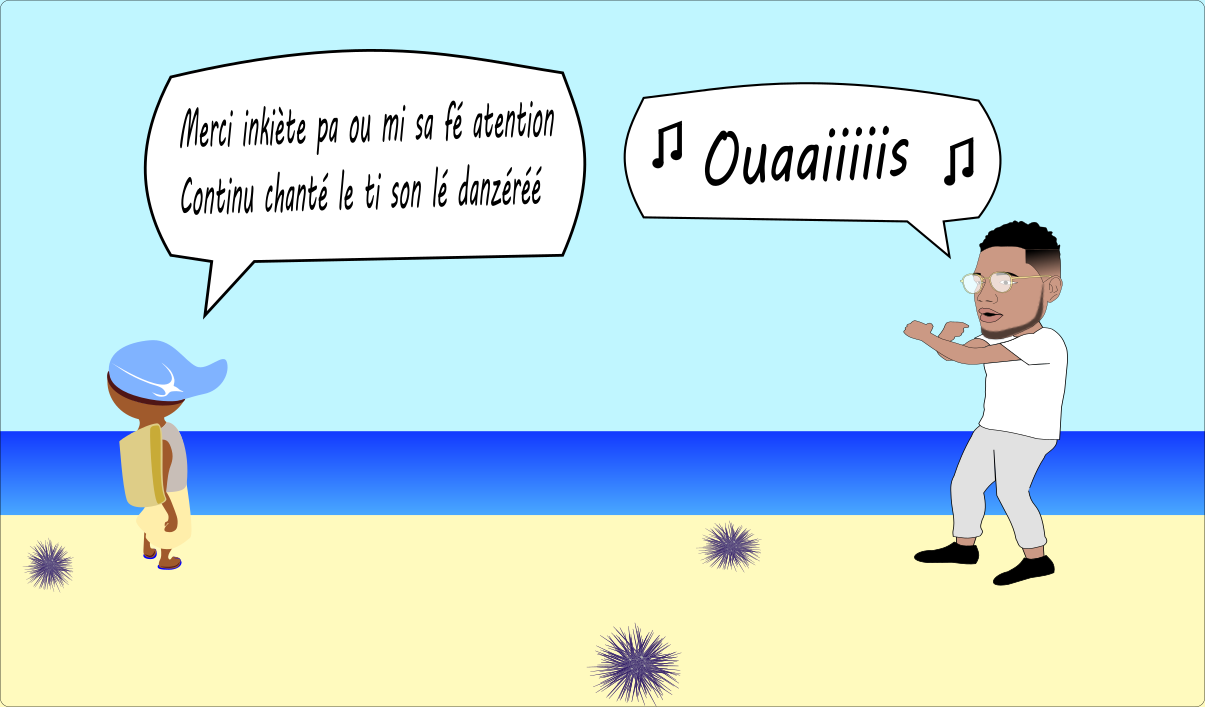 Merci inkiète pa ou mi sa fé atention
Continu chanté le ti son lé danzéréé
Ouaaiiiiis